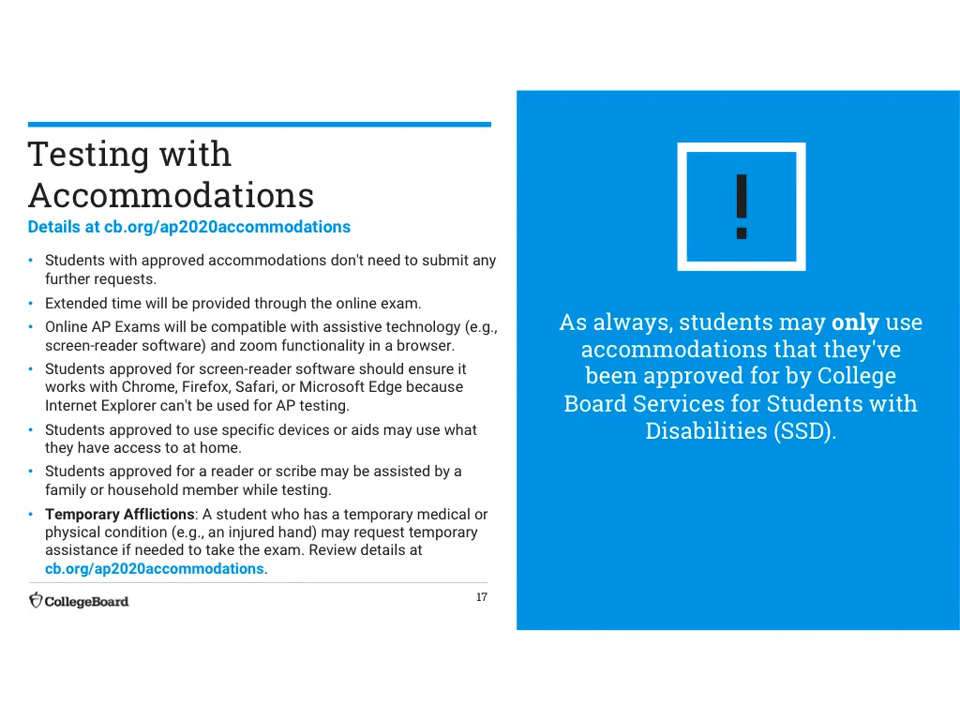 Testing with
Accommodations
Details at cb.org/ap2020accommodations
• Students with approved accommodations don't need to submit any
further requests.
• Extended time will be provided through the online exam.
• Online AP Exams will be compatible with assistive technology (e.g.,
screen-reader software) and zoom functionality in a browser.
• Students approved for screen-reader software should ensure it
works with Chrome, Firefox, Safari, or Microsoft Edge because
Internet Explorer can't be used for AP testing.
• Students approved to use specific devices or aids may use what
they have access to at home.
• Students approved for a reader or scribe may be assisted by a
family or household member while testing.
• Temporary Afflictions: A student who has a temporary medical or
physical condition (e.g., an injured hand) may request temporary
assistance if needed to take the exam. Review details at
cb.org/ap2020accommodations.
CollegeBoard
17
!
As always, students may only use
accommodations that they've
been approved for by College
Board Services for Students with
Disabilities (SSD).